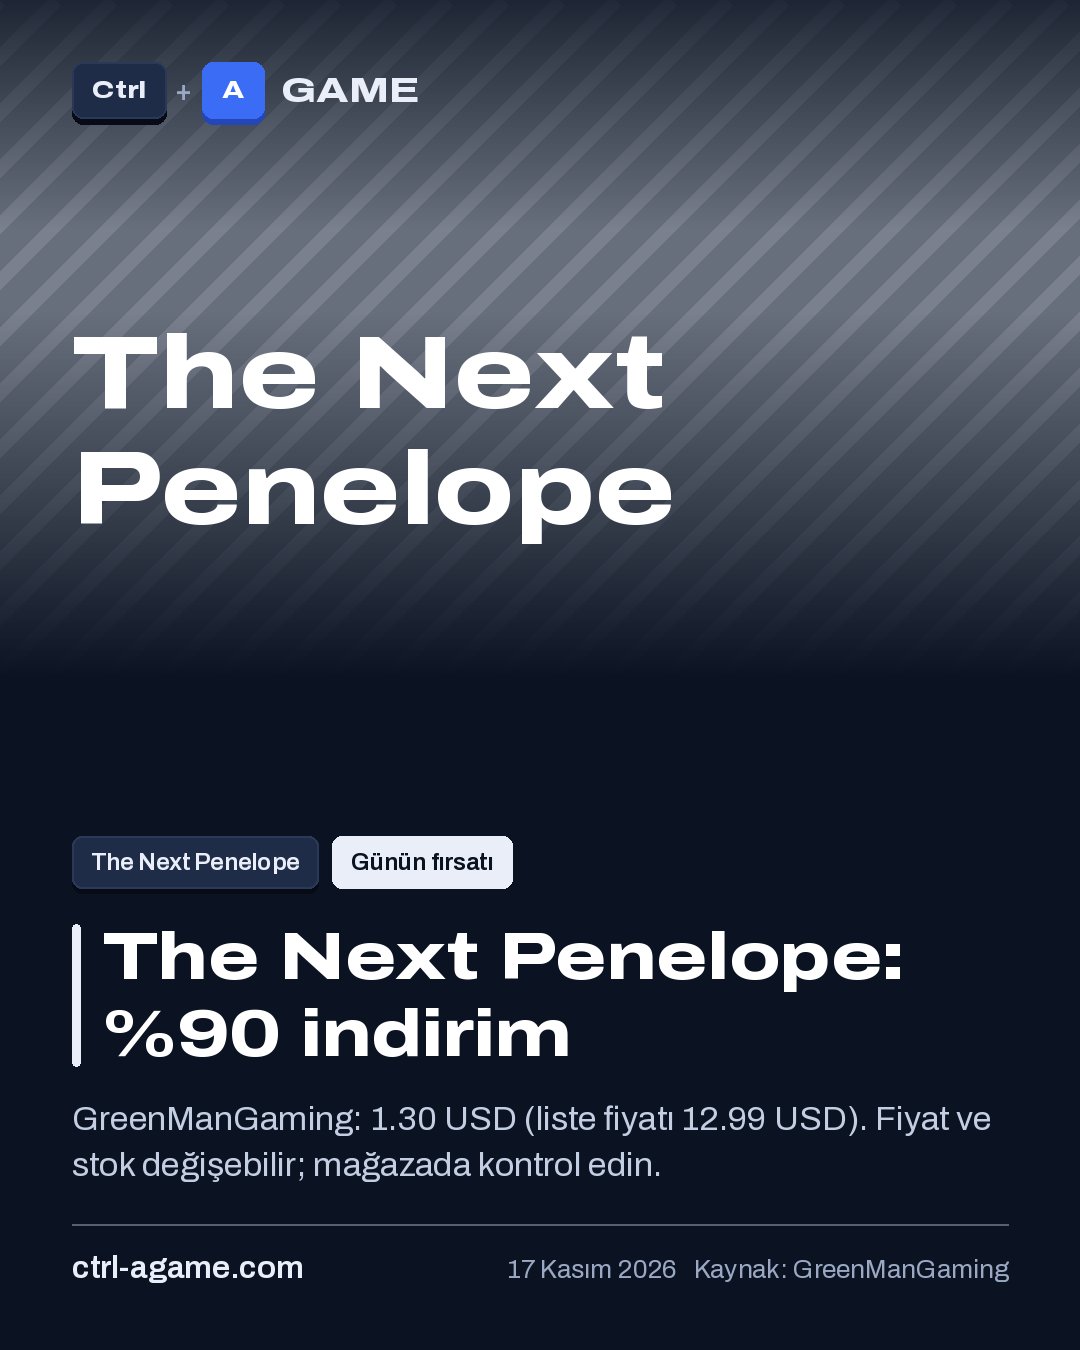 Ctrl + A GAME
The Next
Penelope
The Next Penelope Günün fırsatı
The Next Penelope:
%90 indirim
GreenManGaming: 1.30 USD (liste fiyatı 12.99 USD). Fiyat ve
stok değişebilir; mağazada kontrol edin.
ctrl-agame.com 17 Kasım 2026 Kaynak: GreenManGaming